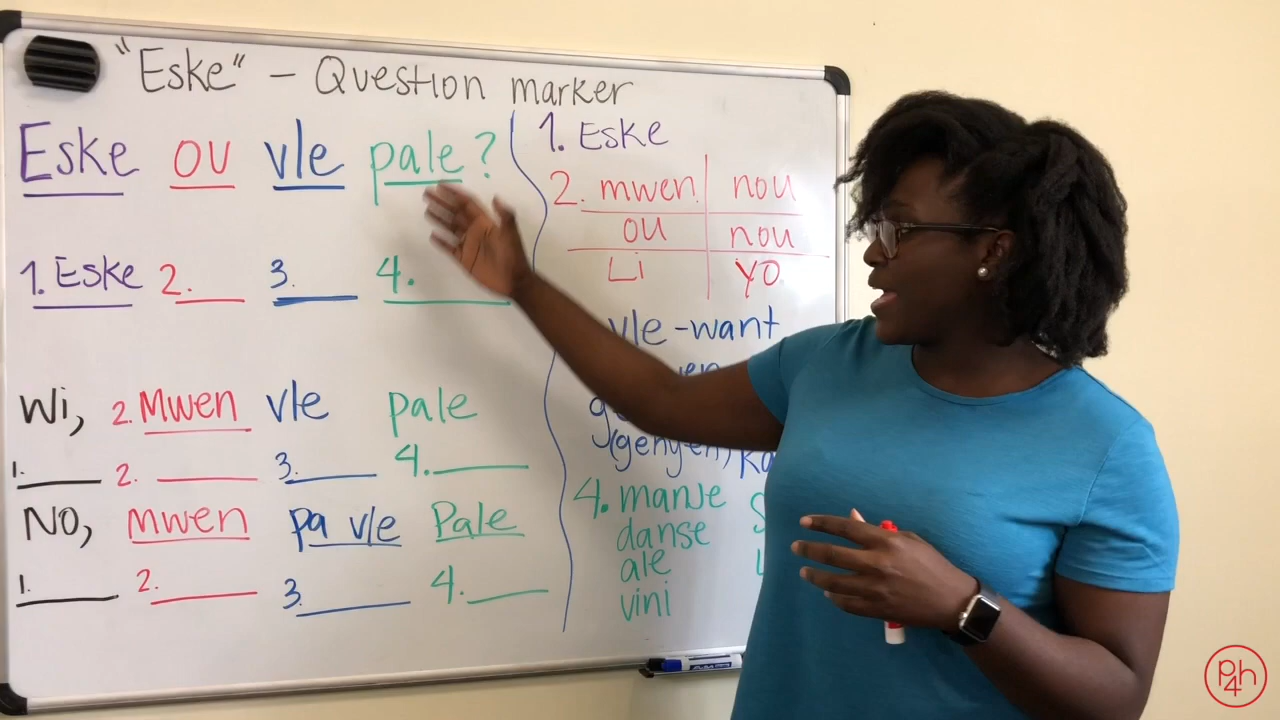 "Eske" – Question marker
Eske ou vle pale?
1. Eske 2. 3. 4.
Wi, 2. Mwen vle pale
1. 2. 3. 4.
No, mwen pa vle Pale
1. 2. 3. 4.
1. Eske
2. mwen nou
ou nou
Li yo
vle - want
(genyen)
4. manje
danse
ale
vini
P4h